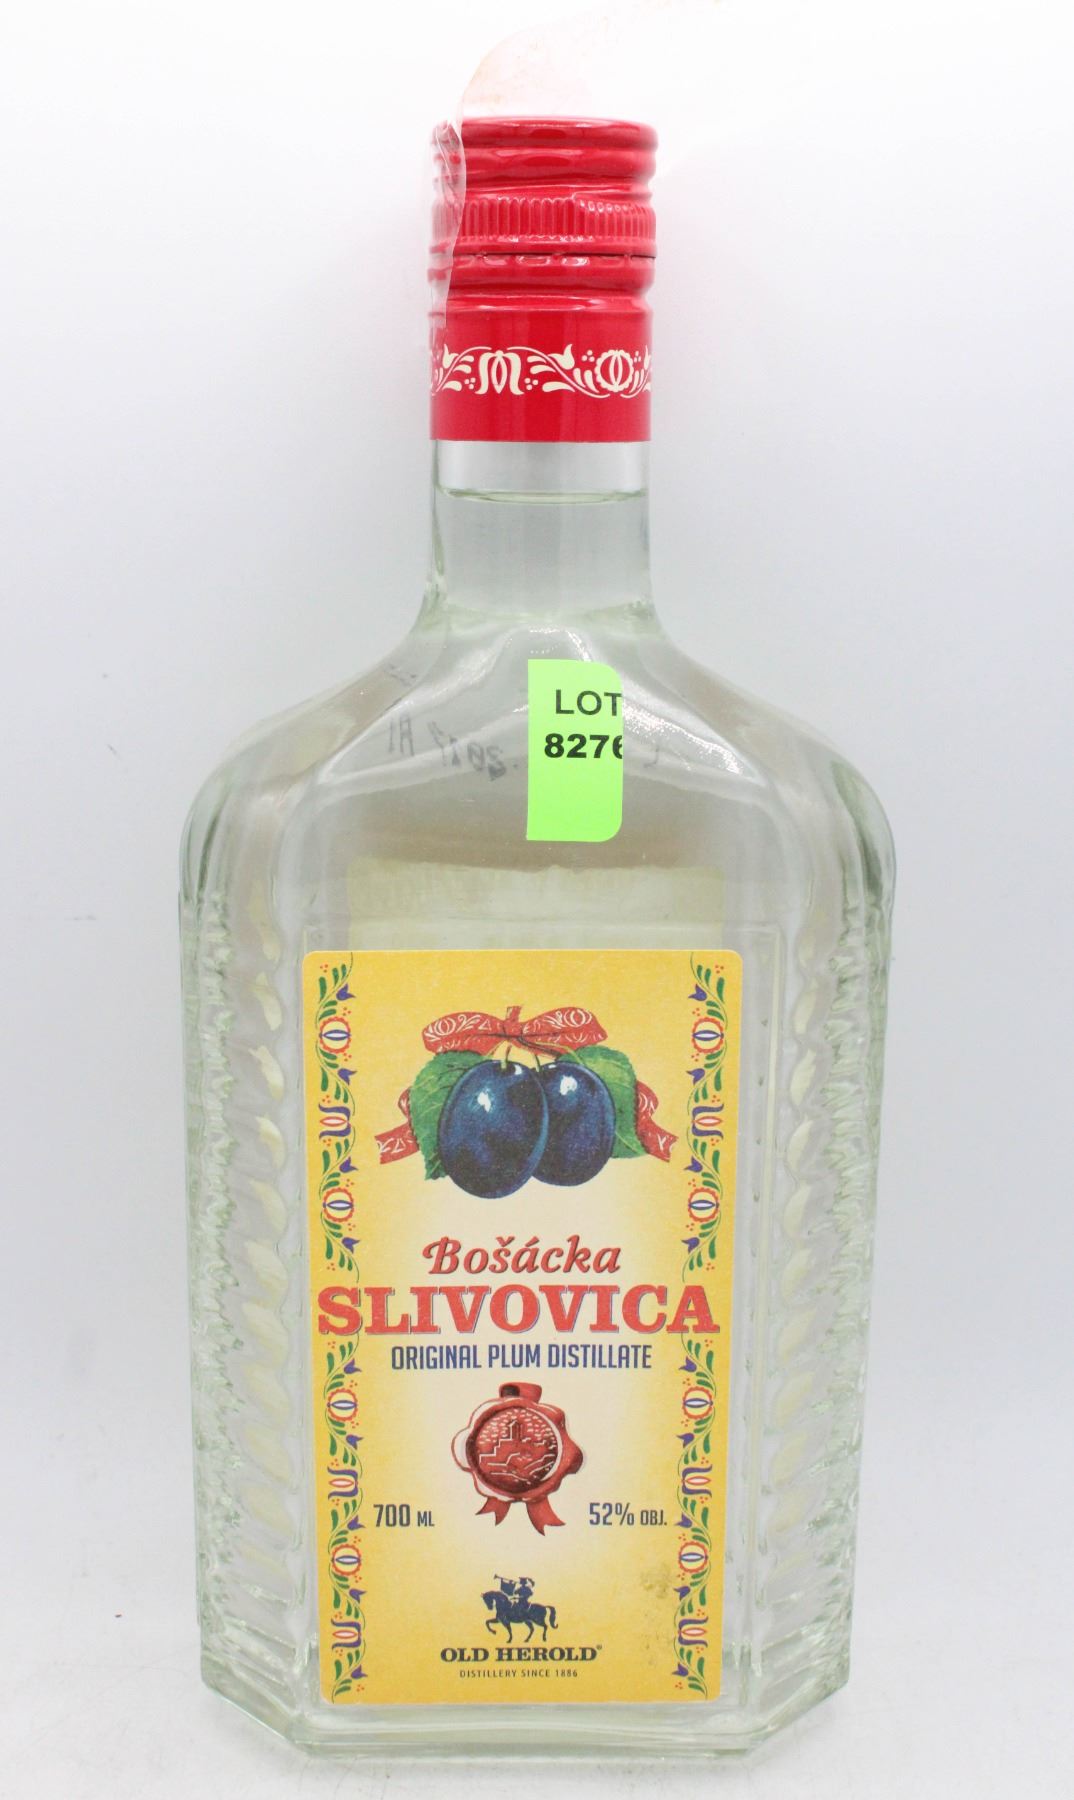 LOT
8276
Bošácka
SLIVOVICA
ORIGINAL PLUM DISTILLATE
700 ML
52% OBJ.
OLD HEROLD®
DISTILLERY SINCE 1886